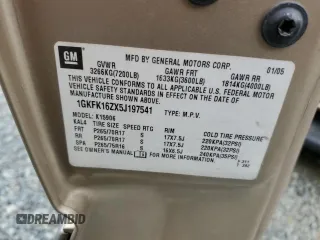 GM
MFD BY GENERAL MOTORS CORP. 01/05
GVWR GAWR FRT GAWR RR
3266KG(7200LB) 1633KG(3600LB) 1814KG(4000LB)
THIS VEHICLE CONFORMS TO ALL APPLICABLE U.S. FEDERAL MOTOR
VEHICLE SAFETY STANDARDS IN EFFECT ON THE DATE OF
MANUFACTURE SHOWN ABOVE.
1GKFK16ZX5J197541 TYPE: M.P.V.
MODEL: K15906
KAL4 TIRE SIZE SPEED RTG RIM COLD TIRE PRESSURE
FRT P265/70R17 S 17X7.5J 220KPA(32PSI)
RR P265/70R17 S 17X7.5J 220KPA(32PSI)
SPA P265/75R16 S 16X6.5J 240KPA(35PSI)
SEE OWNER'S MANUAL FOR MORE INFORMATION.
DREAMBID